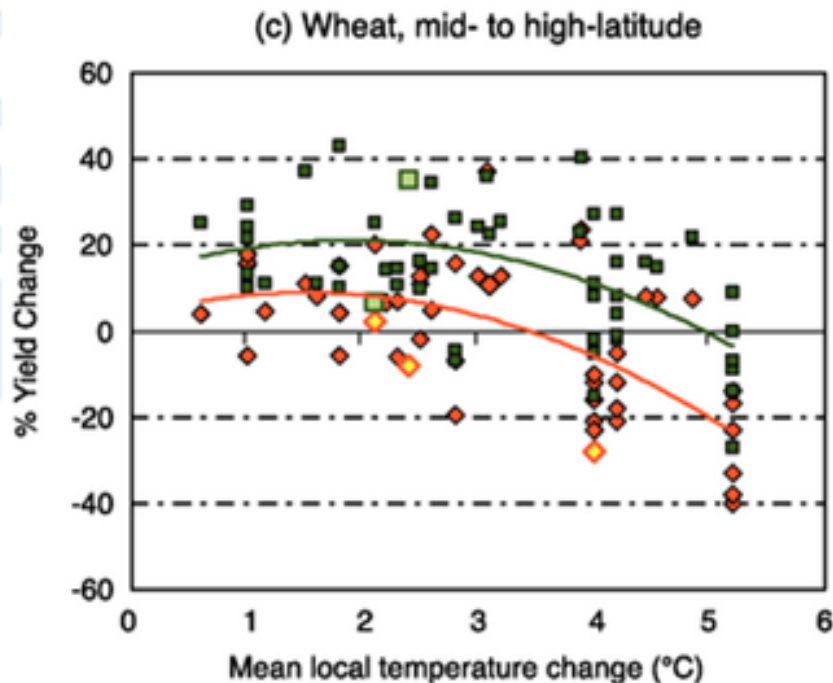 (c) Wheat, mid- to high-latitude
60
40
20
0
-20
-40
-60
% Yield Change
0 1 2 3 4 5 6
Mean local temperature change (°C)